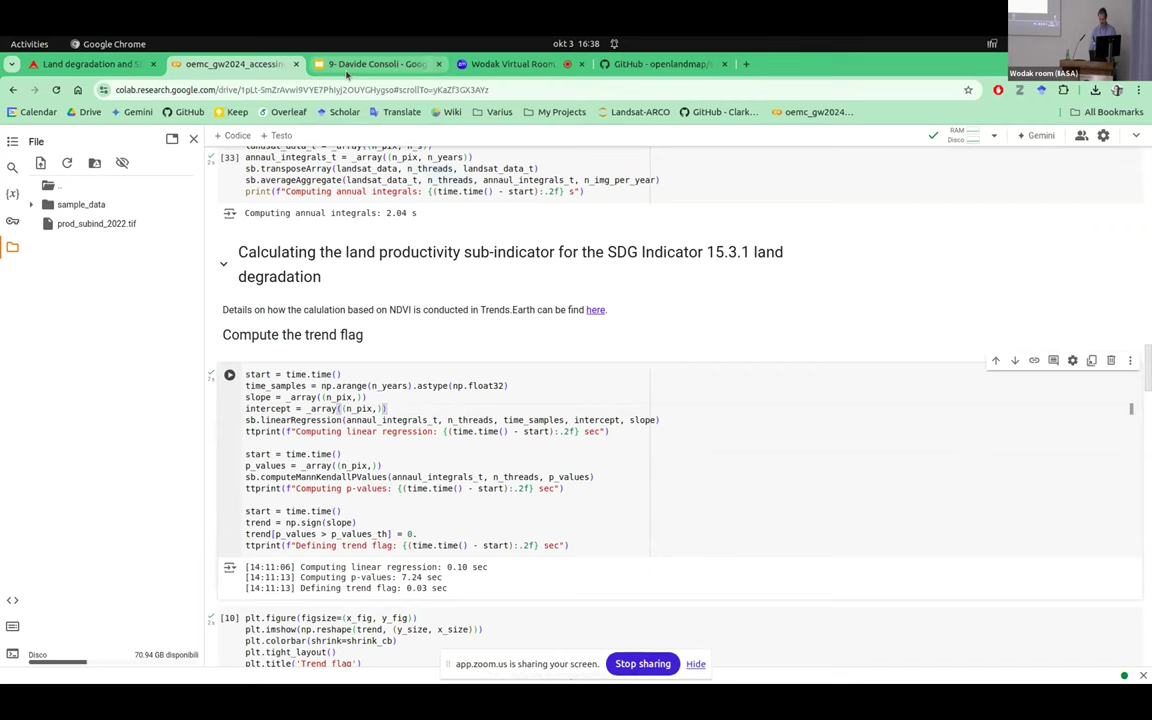 Activities
Google Chrome
okt 3 16:38
Land degradation and S
oemc_gw2024_accessing
9- Davide Consoli - Goog
Wodak Virtual Room
GitHub - openlandmap/
colab.research.google.com/drive/
Calendar
Drive
Gemini
GitHub
Keep
Overleaf
Scholar
Translate
Wiki
Varius
My Projects
Landsat-ARCO
GitHub - Clark...
oemc_gw2024_acce...
All Bookmarks
Wodak room (IIASA)
File
+ Codice
+ Testo
RAM
Disco
Gemini
..
sample_data
prod_subind_2022.tif
[33] annaul_integrals_t = _array((n_pix, n_years))
sb.transposeArray(landsat_data, n_threads, landsat_data_t)
sb.averageAggregate(landsat_data_t, n_threads, annaul_integrals_t, n_img_per_year)
print(f"Computing annual integrals: {(time.time() - start):.2f} s")
2s
Computing annual integrals: 2.04 s
Calculating the land productivity sub-indicator for the SDG Indicator 15.3.1 land
degradation
Details on how the calulation based on NDVI is conducted in Trends.Earth can be find here.
Compute the trend flag
7s
start = time.time()
time_samples = np.arange(n_years).astype(np.float32)
slope = _array((n_pix,))
intercept = _array((n_pix,))
sb.linearRegression(annaul_integrals_t, n_threads, time_samples, intercept, slope)
ttprint(f"Computing linear regression: {(time.time() - start):.2f} sec")
start = time.time()
p_values = _array((n_pix,))
sb.computeMannKendallPValues(annaul_integrals_t, n_threads, p_values)
ttprint(f"Computing p-values: {(time.time() - start):.2f} sec")
start = time.time()
trend = np.sign(slope)
trend[p_values > p_values_th] = 0.
ttprint(f"Defining trend flag: {(time.time() - start):.2f} sec")
[14:11:06] Computing linear regression: 0.10 sec
[14:11:13] Computing p-values: 7.24 sec
[14:11:13] Defining trend flag: 0.03 sec
[10] plt.figure(figsize=(x_fig, y_fig))
2s
plt.imshow(np.reshape(trend, (y_size, x_size)))
plt.colorbar(shrink=shrink_cb)
plt.tight_layout()
plt.title('Trend flag')
Disco
70.94 GB disponibili
app.zoom.us is sharing your screen.
Stop sharing
Hide